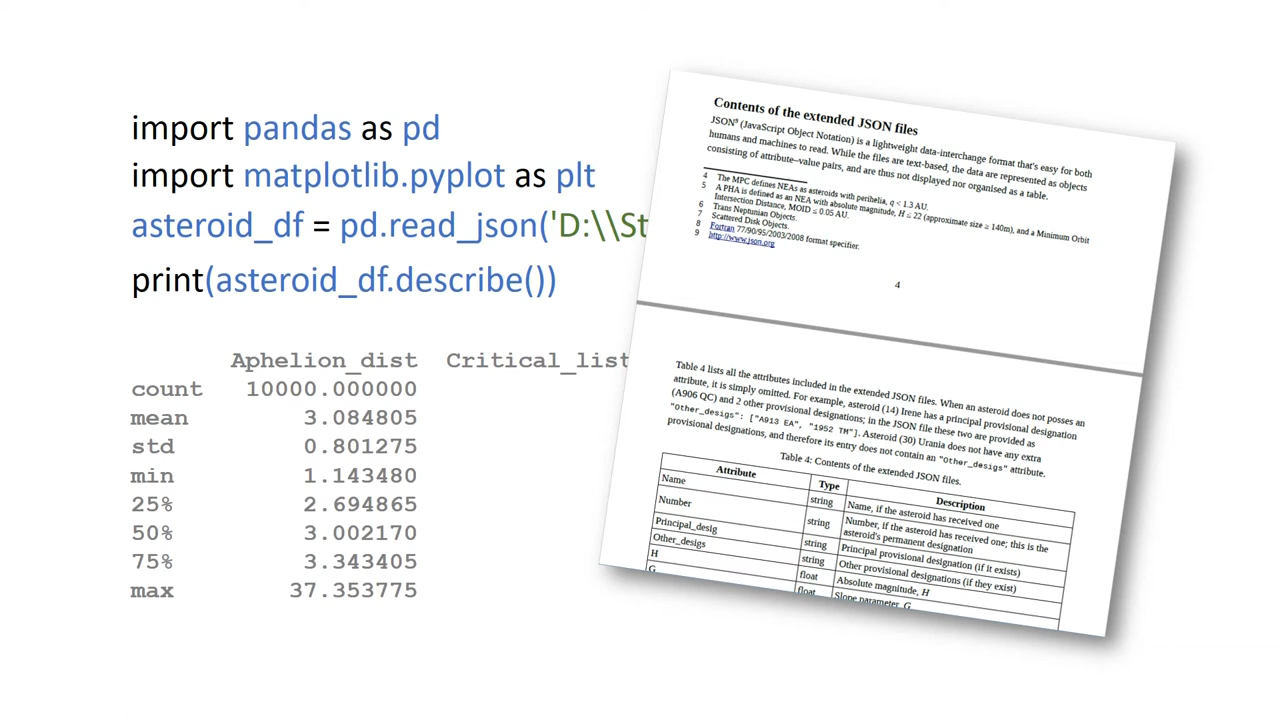 import pandas as pd
import matplotlib.pyplot as plt
asteroid_df = pd.read_json('D:\\St
print(asteroid_df.describe())
Aphelion_dist Critical_list
count 10000.000000
mean 3.084805
std 0.801275
min 1.143480
25% 2.694865
50% 3.002170
75% 3.343405
max 37.353775
Contents of the extended JSON files
JSON⁹ (JavaScript Object Notation) is a lightweight data-interchange format that's easy for both
humans and machines to read. While the files are text-based, the data are represented as objects
consisting of attribute–value pairs, and are thus not displayed nor organised as a table.
4 The MPC defines NEAs as asteroids with perihelia, q < 1.3 AU.
5 A PHA is defined as an NEA with absolute magnitude, H ≤ 22 (approximate size ≥ 140m), and a Minimum Orbit
Intersection Distance, MOID ≤ 0.05 AU.
6 Trans Neptunian Objects.
7 Scattered Disk Objects.
8 Fortran 77/90/95/2003/2008 format specifier.
9 http://www.json.org
4
Table 4 lists all the attributes included in the extended JSON files. When an asteroid does not posses an
attribute, it is simply omitted. For example, asteroid (14) Irene has a principal provisional designation
(A906 QC) and 2 other provisional designations; in the JSON file these two are provided as
"Other_desigs": ["A913 EA", "1952 TM"]. Asteroid (30) Urania does not have any extra
provisional designations, and therefore its entry does not contain an "Other_desigs" attribute.
Table 4: Contents of the extended JSON files.
Attribute Type Description
Name string Name, if the asteroid has received one
Number string Number, if the asteroid has received one; this is the
asteroid's permanent designation
Principal_desig string Principal provisional designation (if it exists)
Other_desigs string Other provisional designations (if they exist)
H float Absolute magnitude, H
G float Slope parameter, G